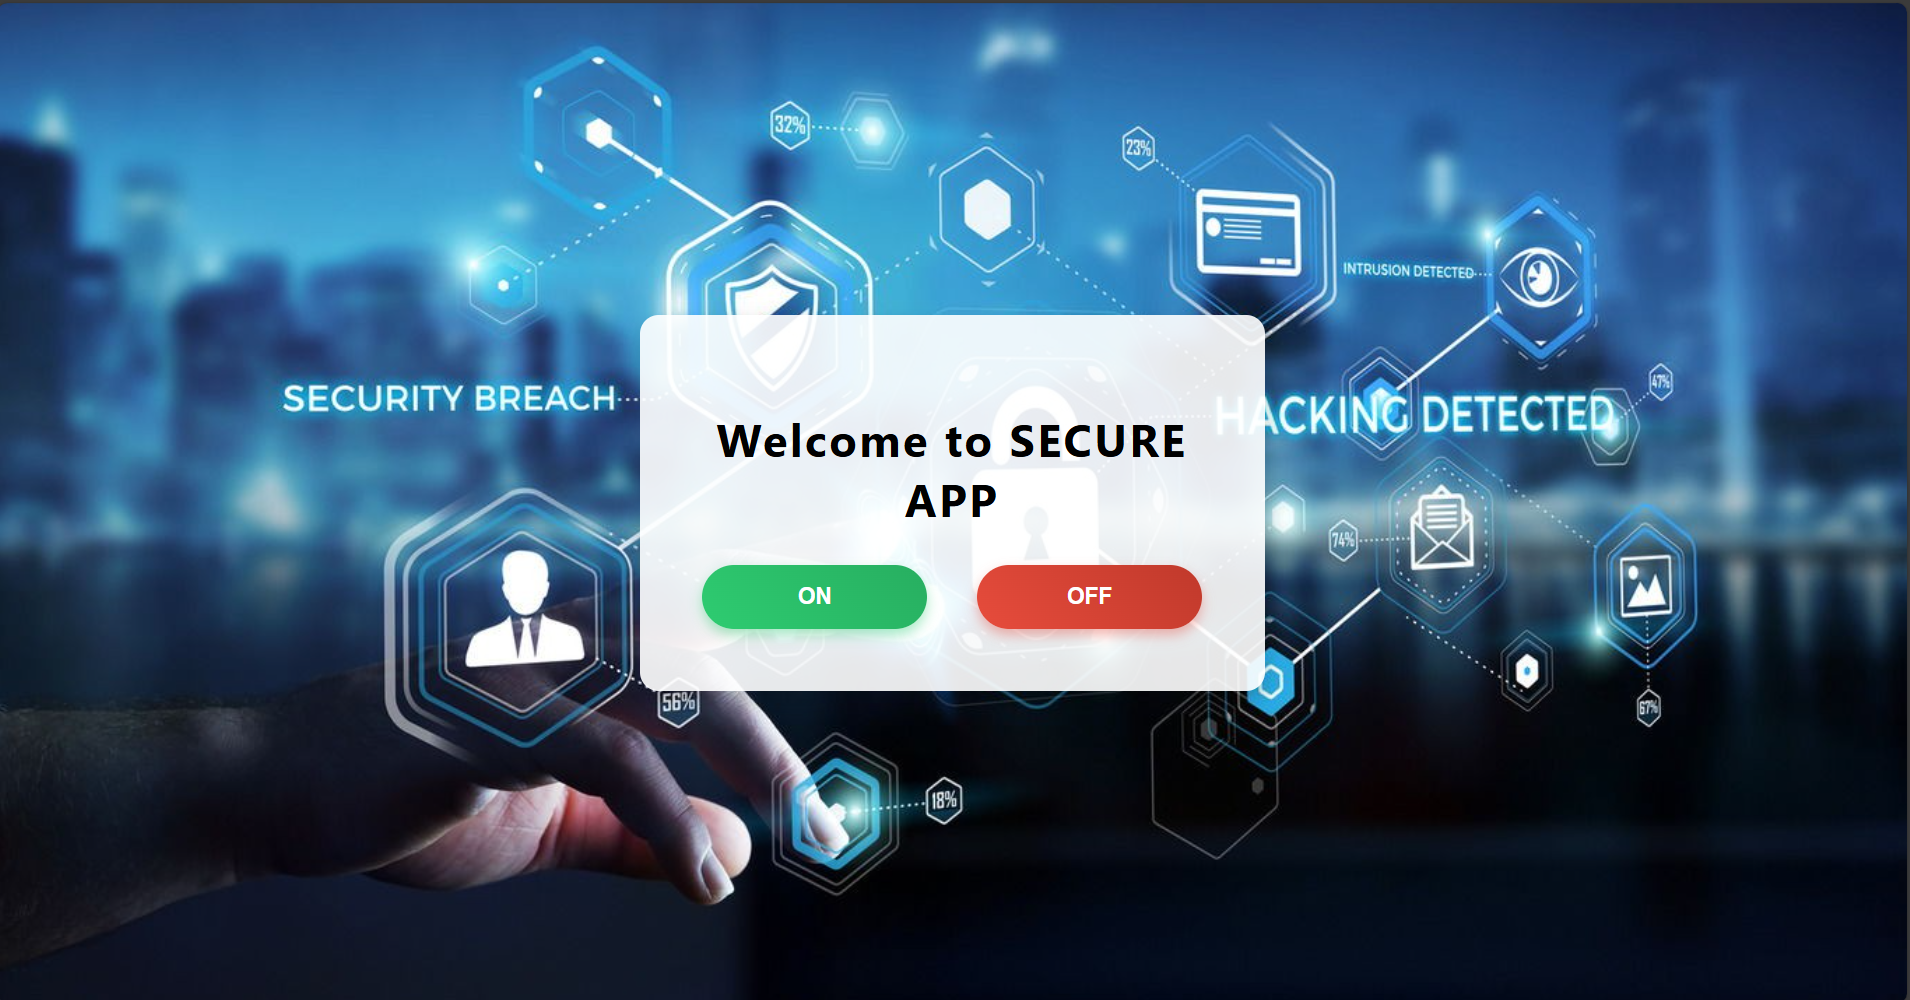 32%
23%
INTRUSION DETECTED
47%
SECURITY BREACH
HACKING DETECTED
Welcome to SECURE
APP
74%
ON
OFF
56%
67%
18%